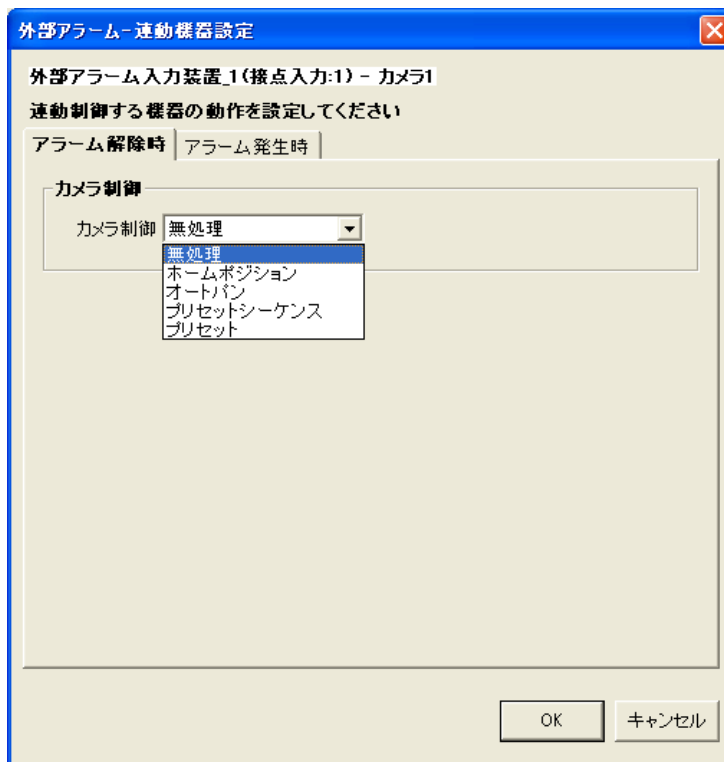 外部アラーム-連動機器設定
外部アラーム入力装置_1(接点入力:1) - カメラ1
連動制御する機器の動作を設定してください
アラーム解除時 アラーム発生時
カメラ制御
カメラ制御 無処理
無処理
ホームポジション
オートパン
プリセットシーケンス
プリセット
OK キャンセル